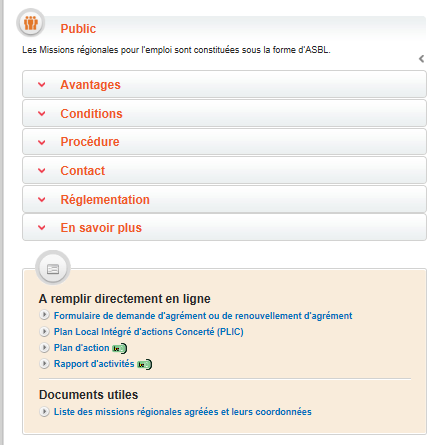 Public
Les Missions régionales pour l'emploi sont constituées sous la forme d'ASBL.
Avantages
Conditions
Procédure
Contact
Réglementation
En savoir plus
A remplir directement en ligne
Formulaire de demande d'agrément ou de renouvellement d'agrément
Plan Local Intégré d'actions Concerté (PLIC)
Plan d'action
Rapport d'activités
Documents utiles
Liste des missions régionales agréées et leurs coordonnées